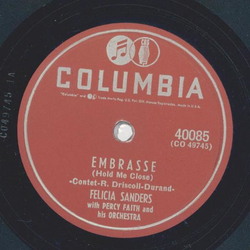 COLUMBIA
40085
(CO 49745)
EMBRASSE
(Hold Me Close)
-Contet-R. Driscoll-Durand-
FELICIA SANDERS
with PERCY FAITH and
his ORCHESTRA